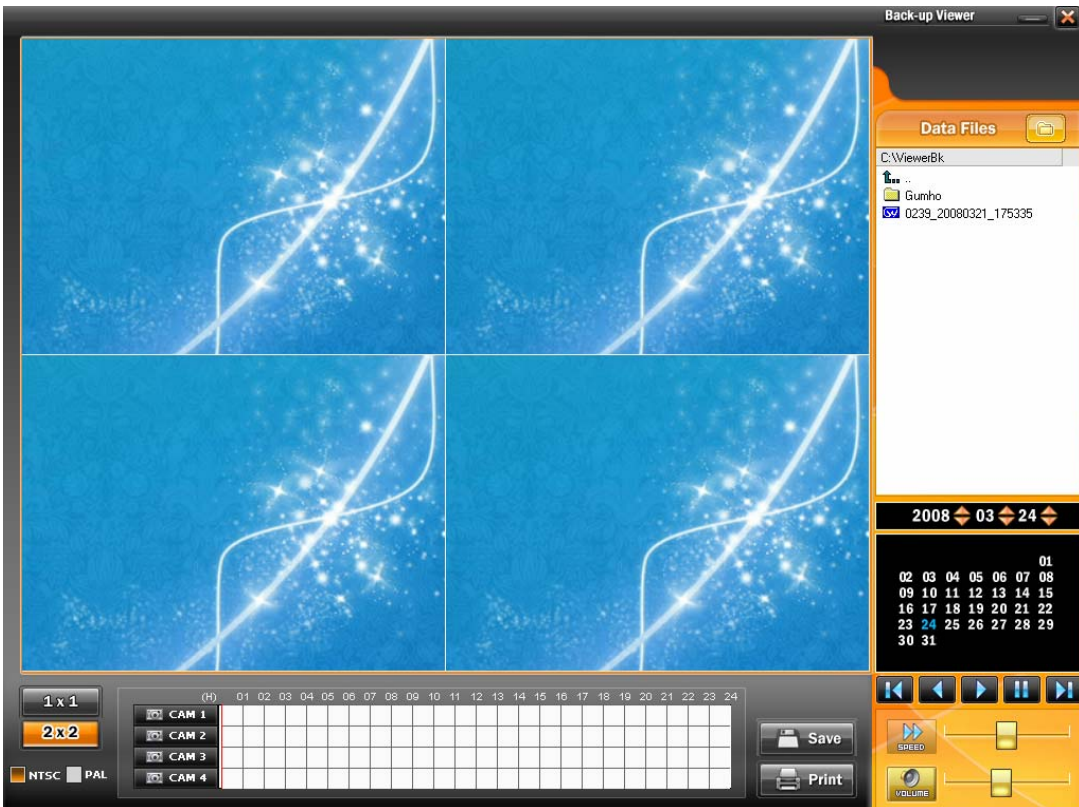 Back-up Viewer
Data Files
C:\ViewerBk
..
Gumho
0239_20080321_175335
2008 03 24
01
02 03 04 05 06 07 08
09 10 11 12 13 14 15
16 17 18 19 20 21 22
23 24 25 26 27 28 29
30 31
1 x 1
2 x 2
NTSC PAL
(H) 01 02 03 04 05 06 07 08 09 10 11 12 13 14 15 16 17 18 19 20 21 22 23 24
CAM 1
CAM 2
CAM 3
CAM 4
Save
Print
SPEED
VOLUME